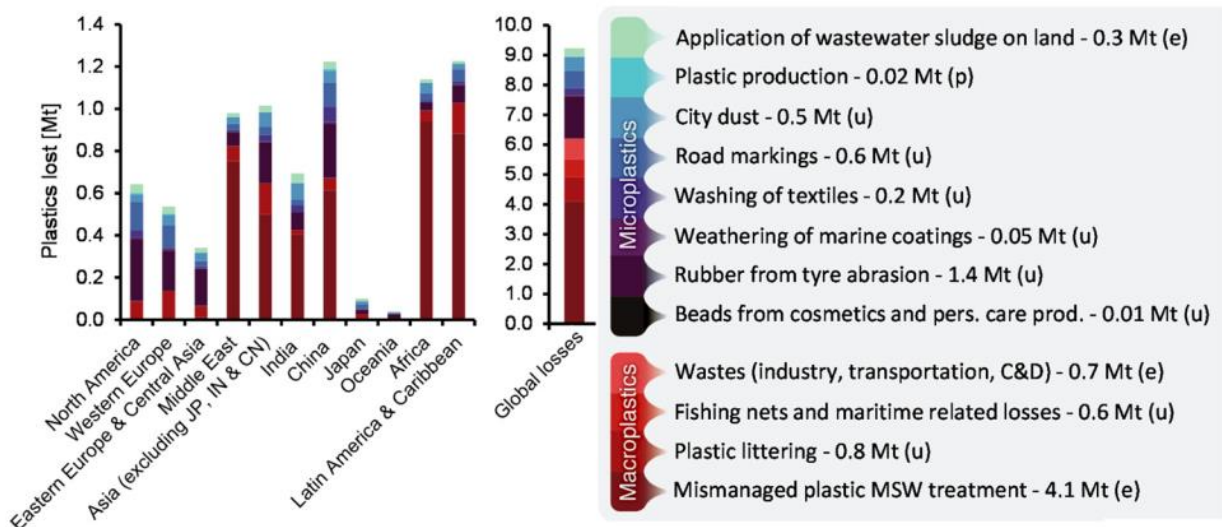 Plastics lost [Mt]
1.4
1.2
1.0
0.8
0.6
0.4
0.2
0.0
North America
Western Europe
Eastern Europe & Central Asia
Middle East
Asia (excluding JP, IN & CN)
India
China
Japan
Oceania
Africa
Latin America & Caribbean
10.0
9.0
8.0
7.0
6.0
5.0
4.0
3.0
2.0
1.0
0.0
Global losses
Microplastics
Application of wastewater sludge on land - 0.3 Mt (e)
Plastic production - 0.02 Mt (p)
City dust - 0.5 Mt (u)
Road markings - 0.6 Mt (u)
Washing of textiles - 0.2 Mt (u)
Weathering of marine coatings - 0.05 Mt (u)
Rubber from tyre abrasion - 1.4 Mt (u)
Beads from cosmetics and pers. care prod. - 0.01 Mt (u)
Macroplastics
Wastes (industry, transportation, C&D) - 0.7 Mt (e)
Fishing nets and maritime related losses - 0.6 Mt (u)
Plastic littering - 0.8 Mt (u)
Mismanaged plastic MSW treatment - 4.1 Mt (e)